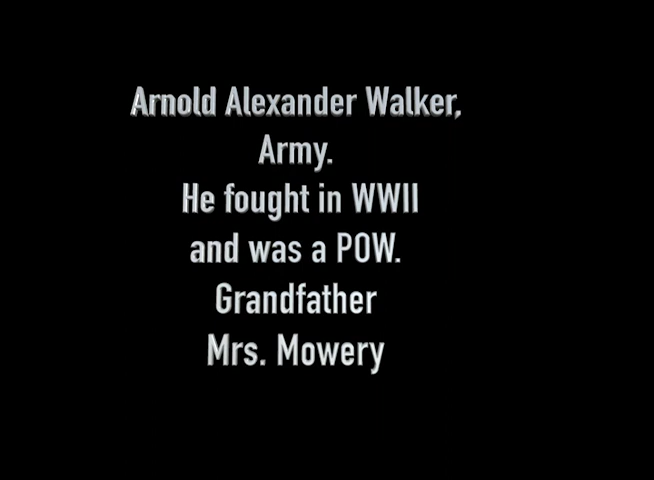 Arnold Alexander Walker,
Army.
He fought in WWII
and was a POW.
Grandfather
Mrs. Mowery